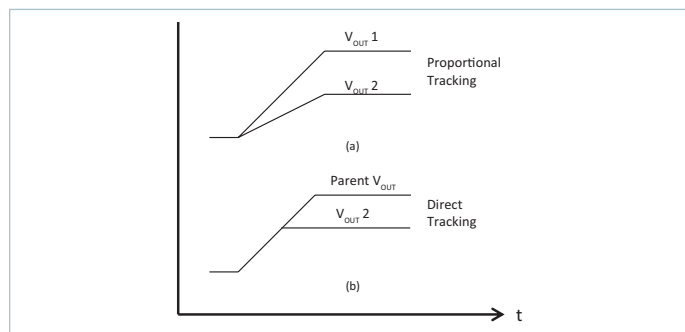 V_OUT 1
Proportional
Tracking
V_OUT 2
(a)
Parent V_OUT
Direct
Tracking
V_OUT 2
(b)
t